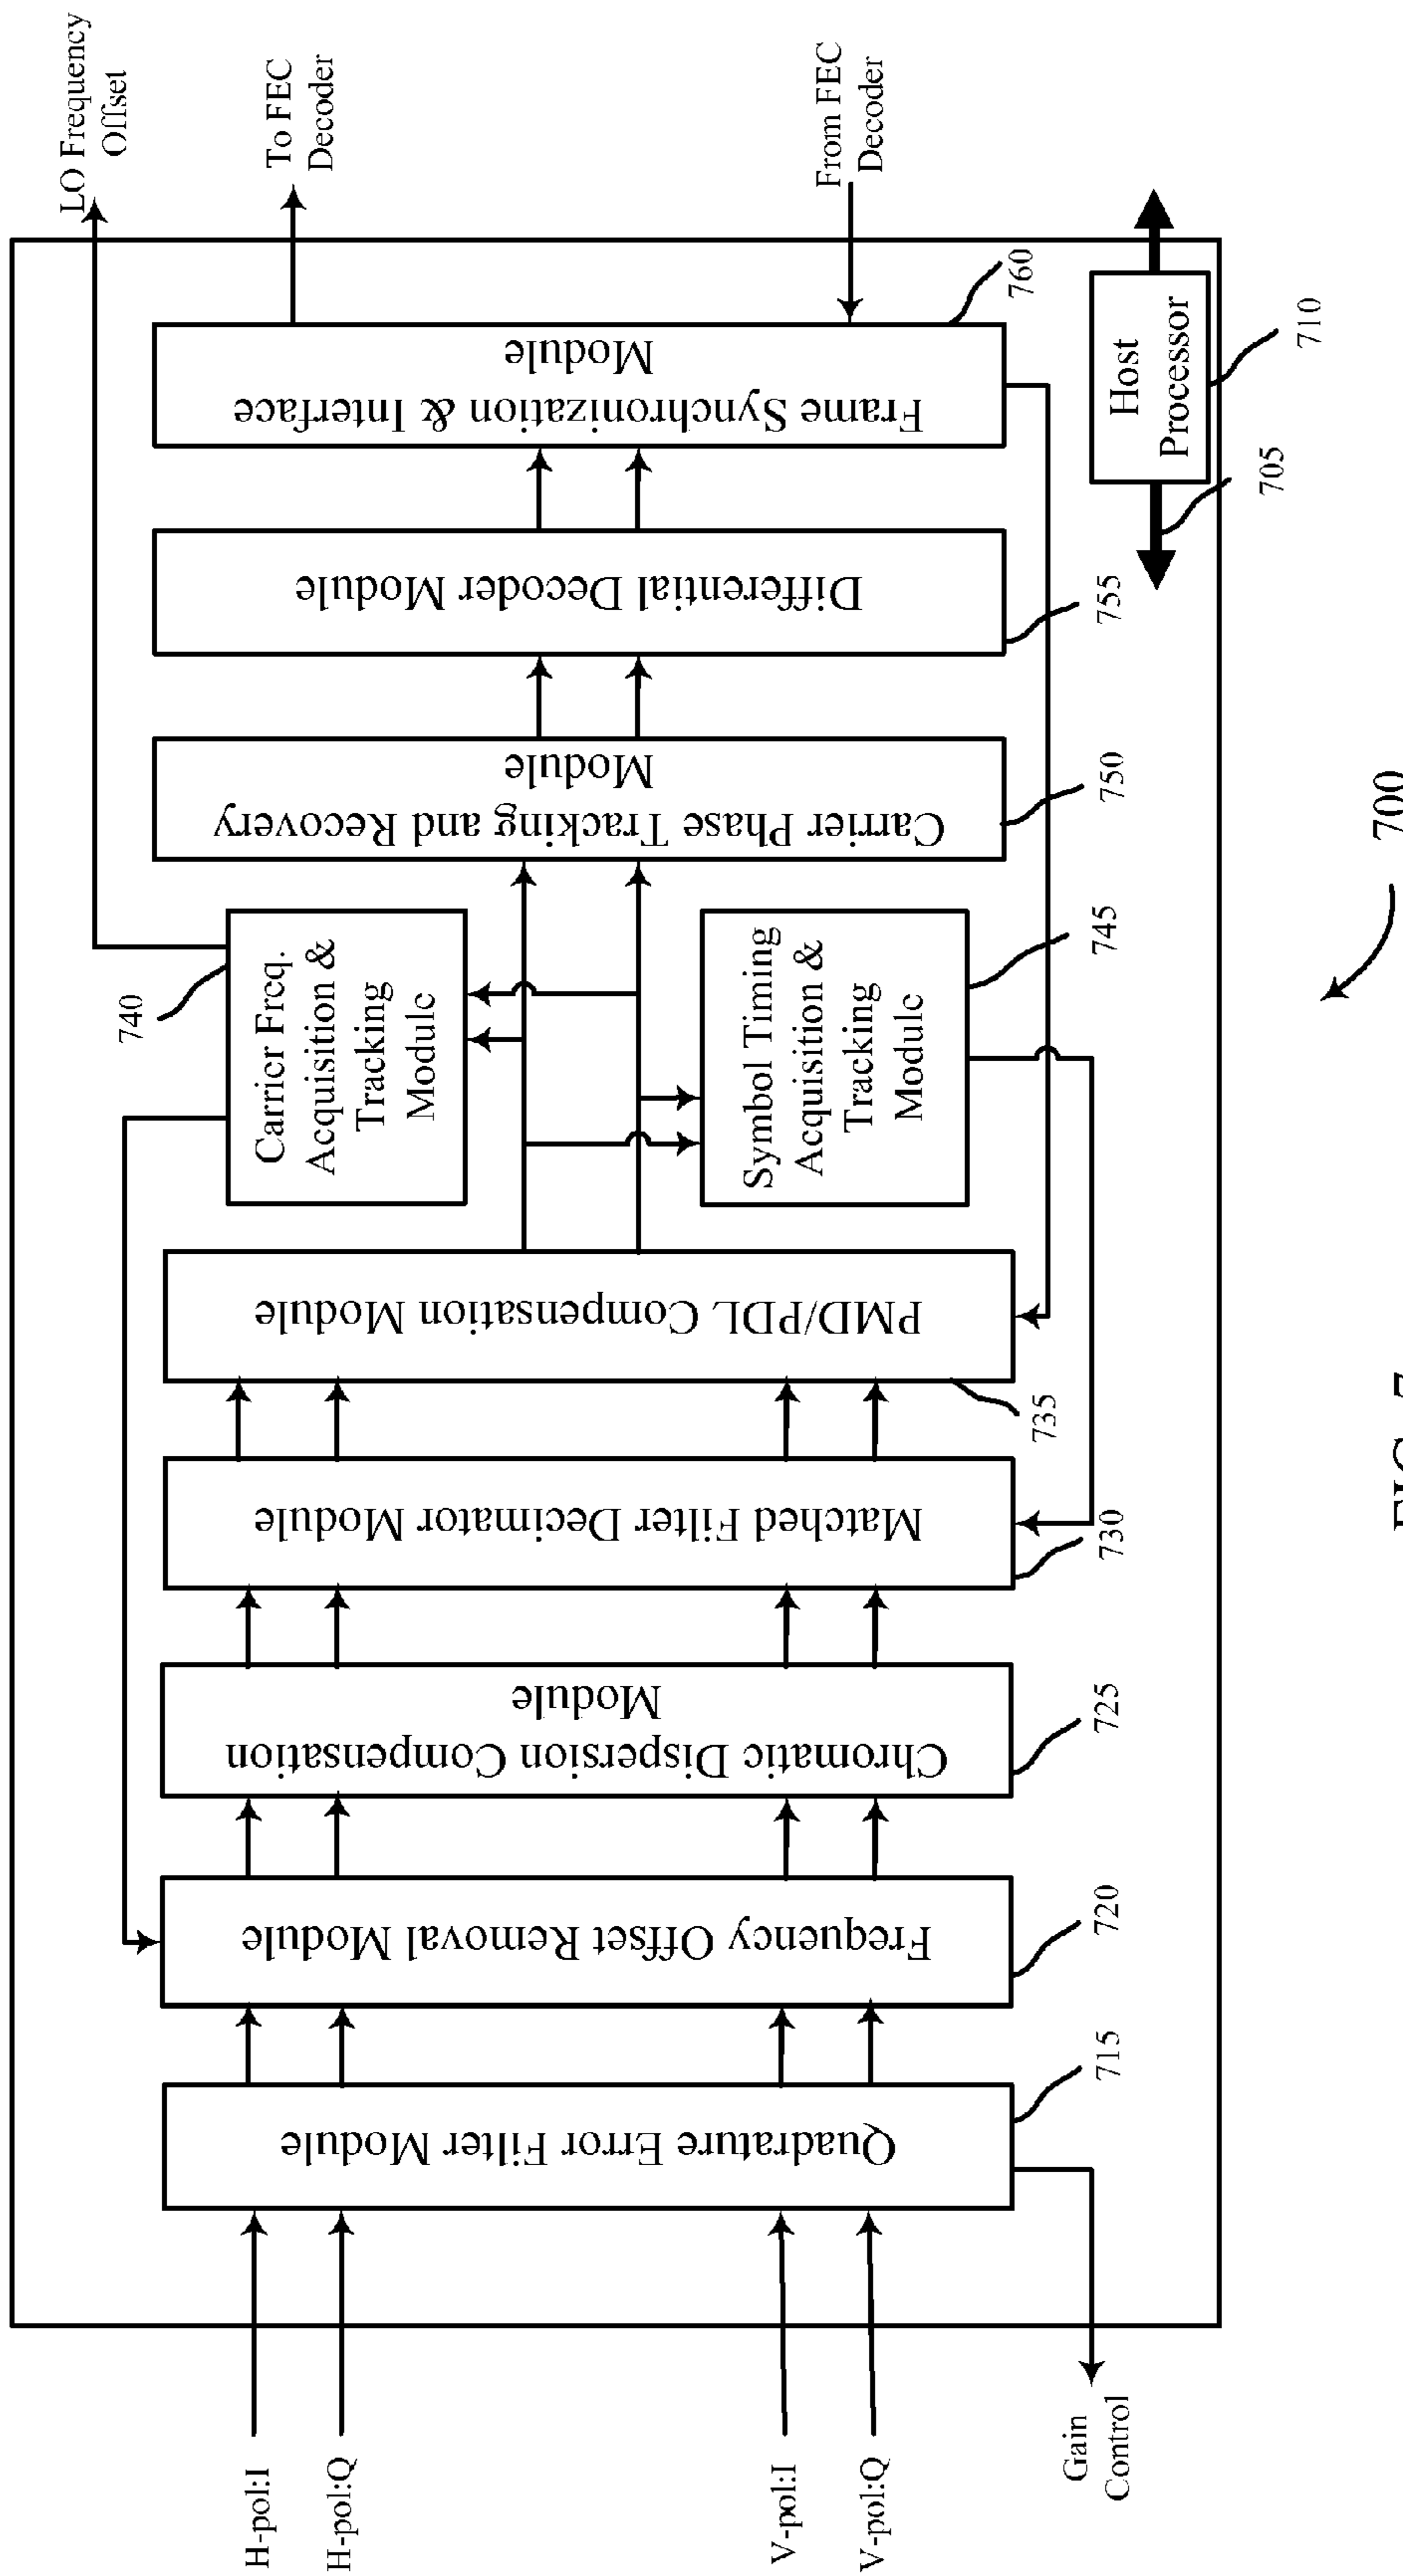 H-pol:I
H-pol:Q
V-pol:I
V-pol:Q
Gain
Control
Quadrature Error Filter Module
715
Frequency Offset Removal Module
720
Chromatic Dispersion Compensation
Module
725
Matched Filter Decimator Module
730
PMD/PDL Compensation Module
735
740
Carrier Freq.
Acquisition &
Tracking
Module
Symbol Timing
Acquisition &
Tracking
Module
745
Carrier Phase Tracking and Recovery
Module
750
Differential Decoder Module
755
Frame Synchronization & Interface
Module
760
LO Frequency
Offset
To FEC
Decoder
From FEC
Decoder
Host
Processor
705
710
700